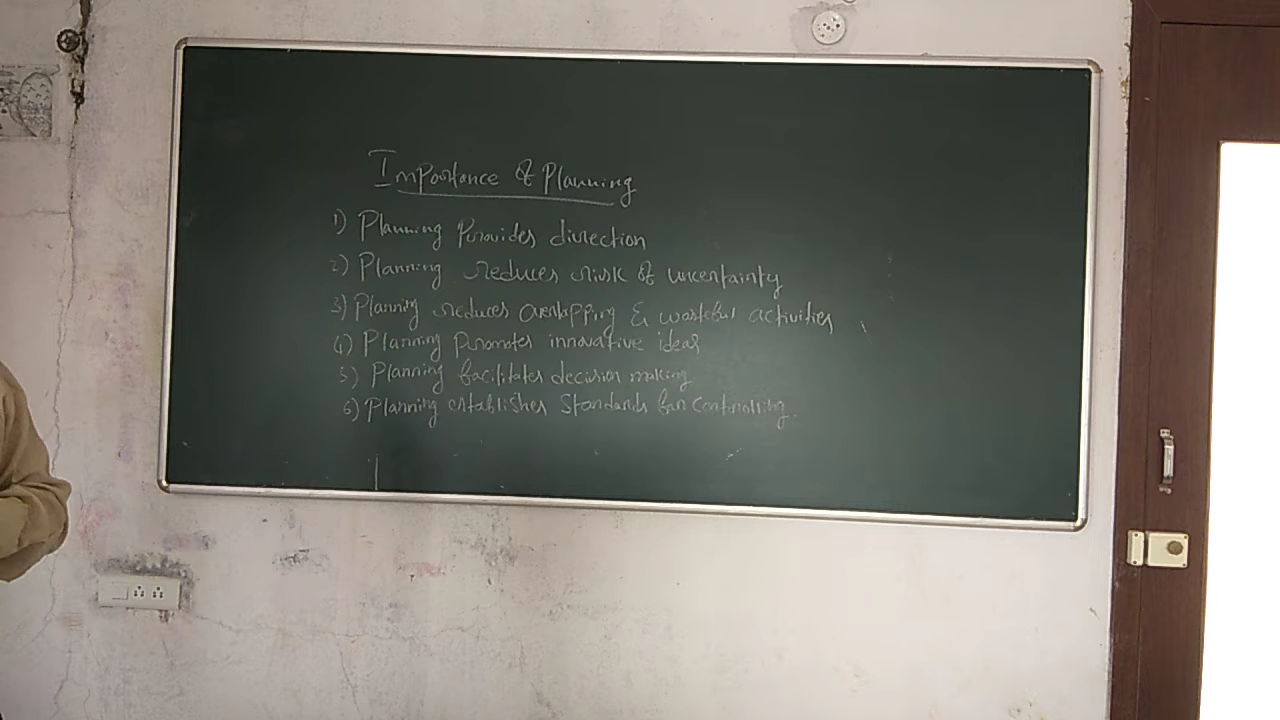 Importance of Planning
1) Planning Provides direction
2) Planning reduces risk of uncertainty
3) Planning reduces overlapping & wasteful activities
4) Planning Promotes innovative ideas
5) Planning facilitates decision making
6) Planning establishes Standards for Controlling.